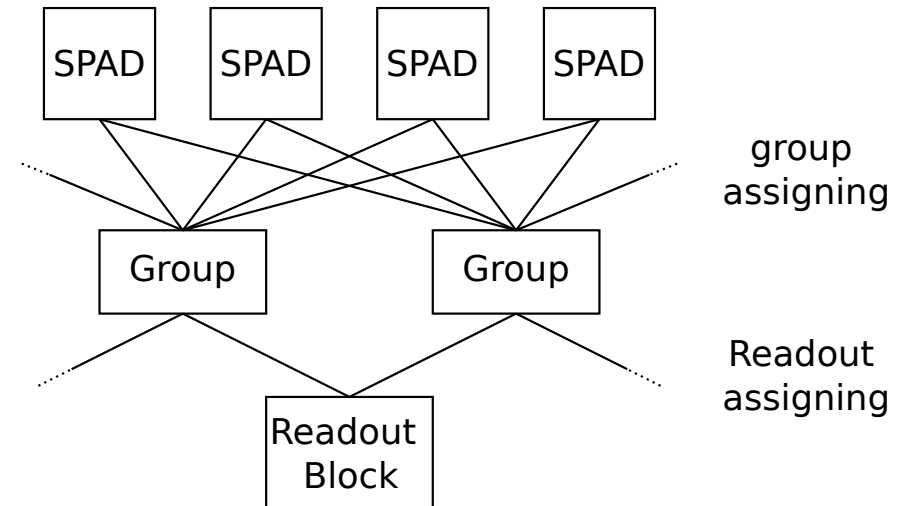 SPAD SPAD SPAD SPAD
group
assigning
Group Group
Readout
assigning
Readout
Block